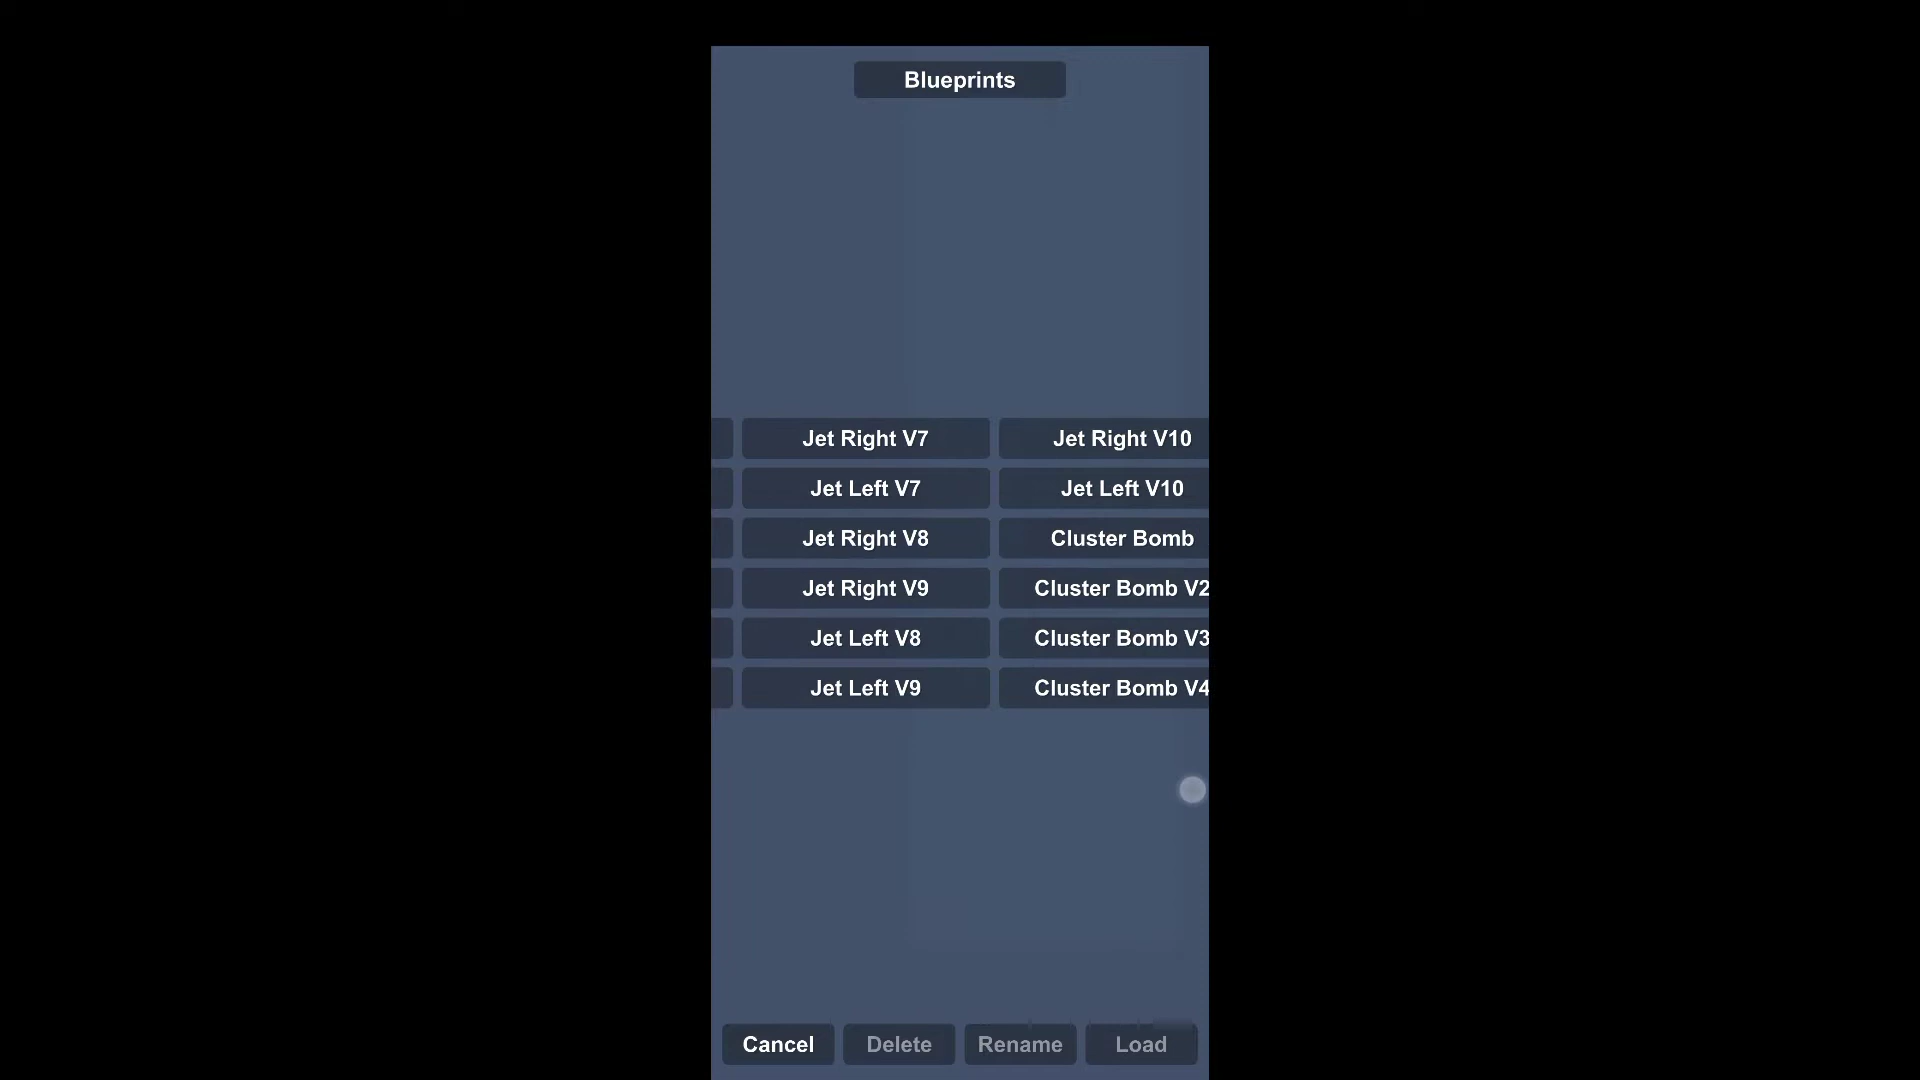 Blueprints
Jet Right V7
Jet Right V10
Jet Left V7
Jet Left V10
Jet Right V8
Cluster Bomb
Jet Right V9
Cluster Bomb V2
Jet Left V8
Cluster Bomb V3
Jet Left V9
Cluster Bomb V4
Cancel
Delete
Rename
Load